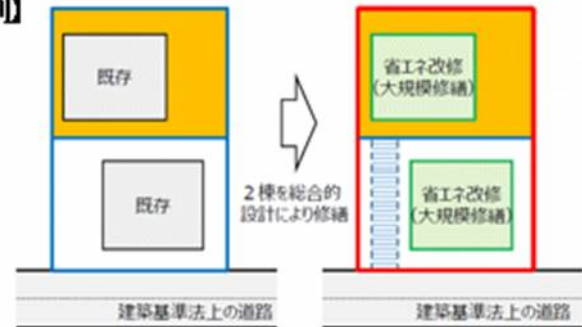 既存
既存
建築基準法上の道路
2棟を総合的
設計により修繕
省エネ改修
(大規模修繕)
省エネ改修
(大規模修繕)
建築基準法上の道路